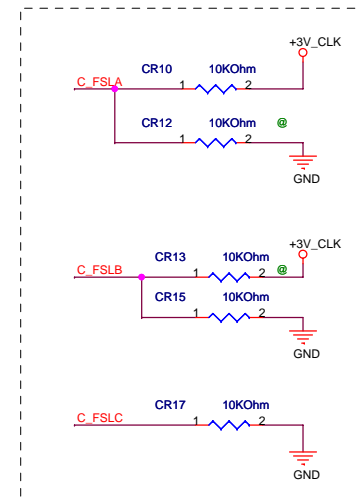 +3V_CLK
CR10 10KOhm
C_FSLA
1 2
CR12 10KOhm @
1 2
GND
+3V_CLK
CR13 10KOhm
C_FSLB
1 2 @
CR15 10KOhm
1 2
GND
CR17 10KOhm
C_FSLC
1 2
GND